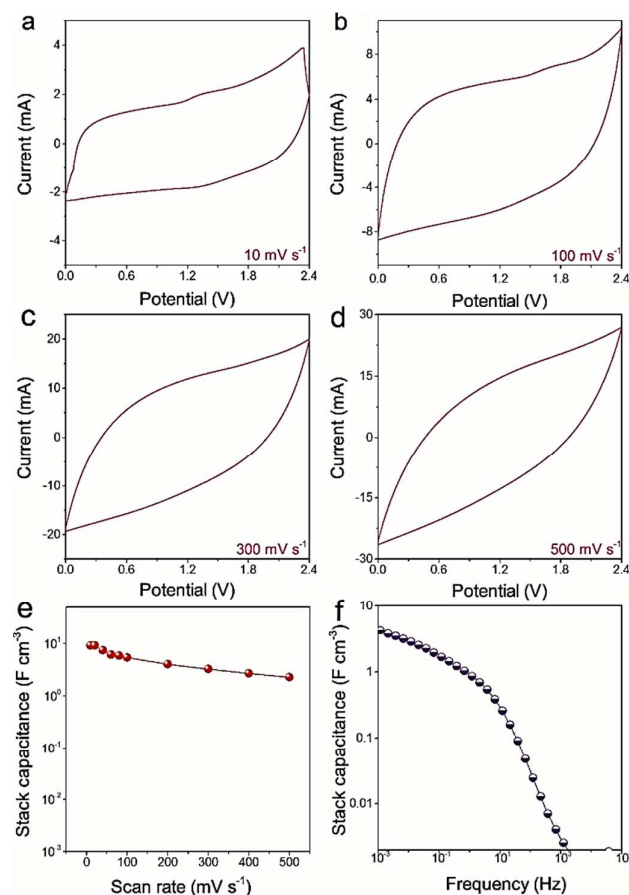 a
b
4
2
0
-2
-4
Current (mA)
0.0 0.6 1.2 1.8 2.4
10 mV s⁻¹
Potential (V)
8
4
0
-4
-8
Current (mA)
0.0 0.6 1.2 1.8 2.4
100 mV s⁻¹
Potential (V)
c
d
20
10
0
-10
-20
Current (mA)
0.0 0.6 1.2 1.8 2.4
300 mV s⁻¹
Potential (V)
30
15
0
-15
-30
Current (mA)
0.0 0.6 1.2 1.8 2.4
500 mV s⁻¹
Potential (V)
e
f
10²
10¹
10⁰
10⁻¹
10⁻²
10⁻³
Stack capacitance (F cm⁻³)
0 100 200 300 400 500
Scan rate (mV s⁻¹)
10
1
0.1
0.01
Stack capacitance (F cm⁻³)
10⁻³ 10⁻¹ 10¹ 10³ 10
Frequency (Hz)